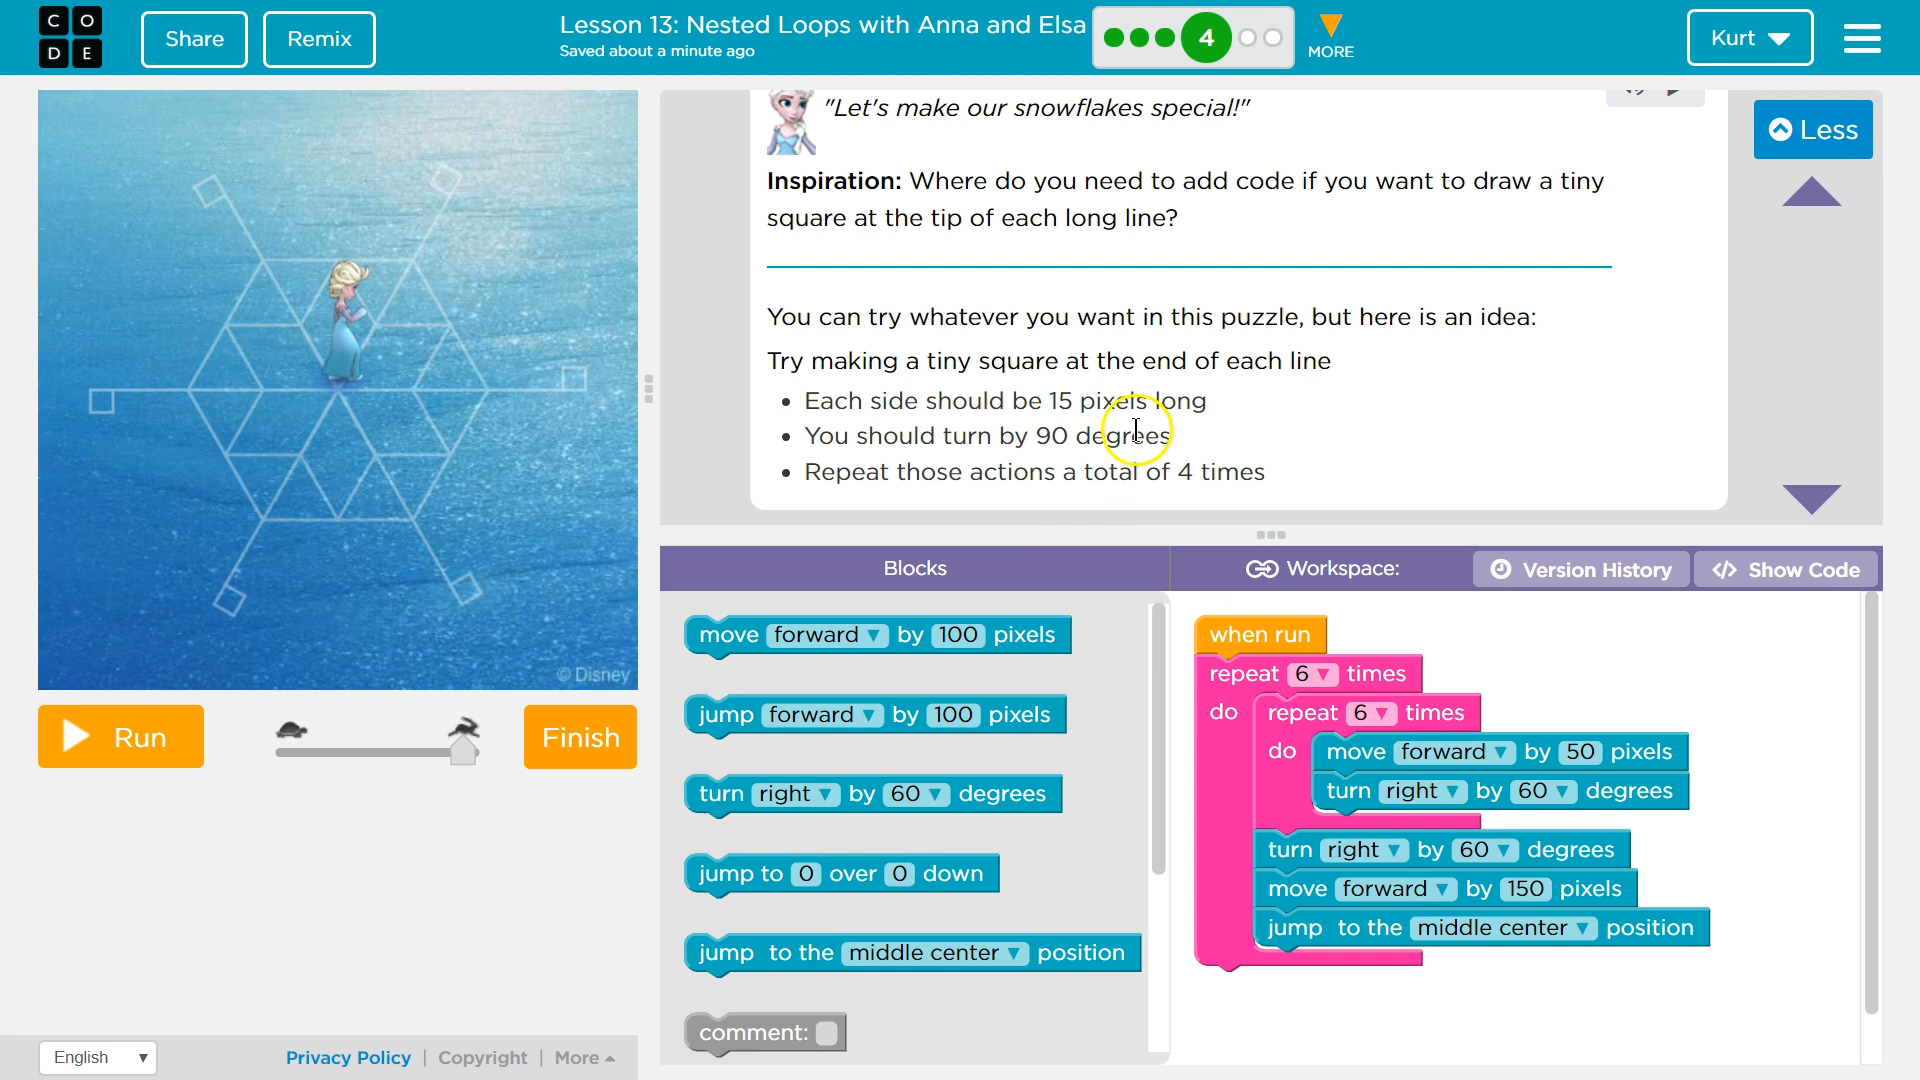 C O
D E
Share
Remix
Lesson 13: Nested Loops with Anna and Elsa
Saved about a minute ago
4
MORE
Kurt
"Let's make our snowflakes special!"
Less
Inspiration: Where do you need to add code if you want to draw a tiny
square at the tip of each long line?
You can try whatever you want in this puzzle, but here is an idea:
Try making a tiny square at the end of each line
Each side should be 15 pixels long
You should turn by 90 degrees
Repeat those actions a total of 4 times
© Disney
Run
Finish
Blocks
Workspace:
Version History
</> Show Code
move forward ▼ by 100 pixels
jump forward ▼ by 100 pixels
turn right ▼ by 60 ▼ degrees
jump to 0 over 0 down
jump to the middle center ▼ position
comment:
when run
repeat 6 ▼ times
do repeat 6 ▼ times
do move forward ▼ by 50 pixels
turn right ▼ by 60 ▼ degrees
turn right ▼ by 60 ▼ degrees
move forward ▼ by 150 pixels
jump to the middle center ▼ position
English ▼
Privacy Policy | Copyright | More